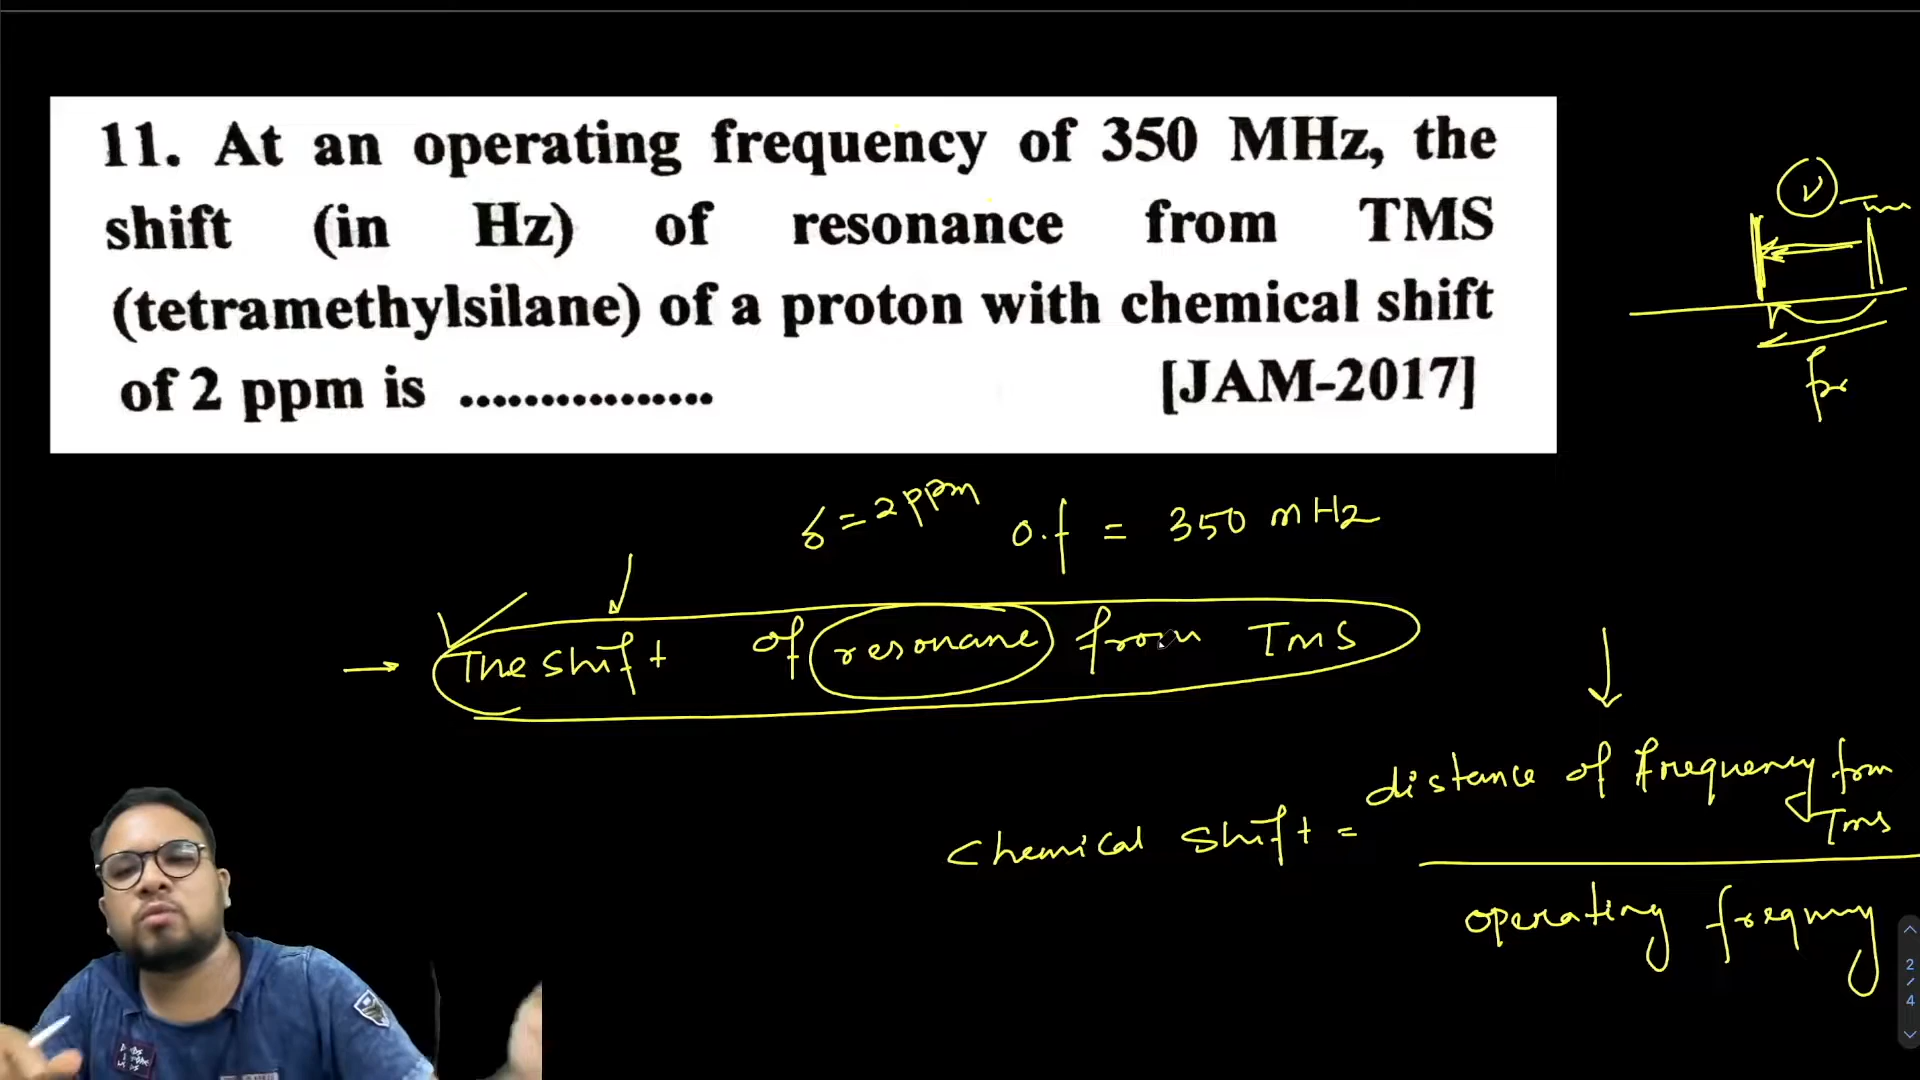 11. At an operating frequency of 350 MHz, the
shift (in Hz) of resonance from TMS
(tetramethylsilane) of a proton with chemical shift
of 2 ppm is ................ [JAM-2017]
ν
δ = 2 ppm
o.f = 350 mHz
→ The shift of resonane from TMS
chemical shift =
distance of frequency from
TMS
operating
2
/
4